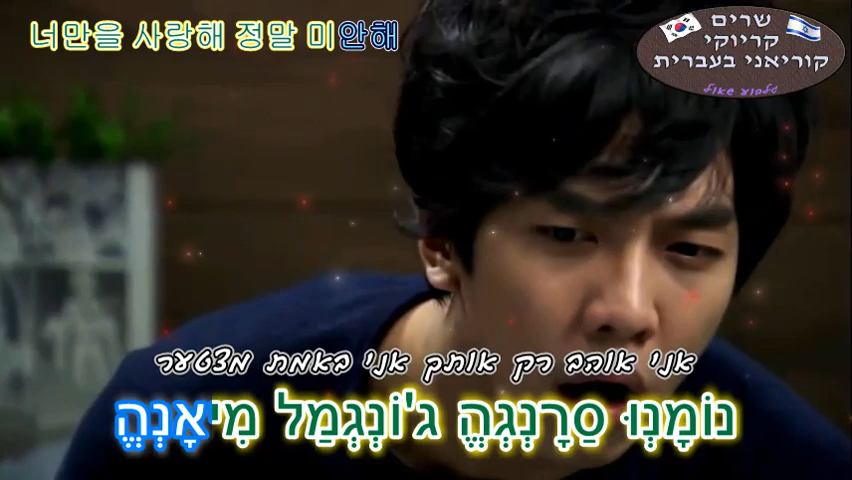 너만을 사랑해 정말 미안해
שרים
קריוקי
קוריאני בעברית
אני אוהב רק אותך אני באמת מצטער
נוֹמָנְוּ סַרָנְגְהֱ ג'וֹנְגְמַל מִיאָנְהֱ